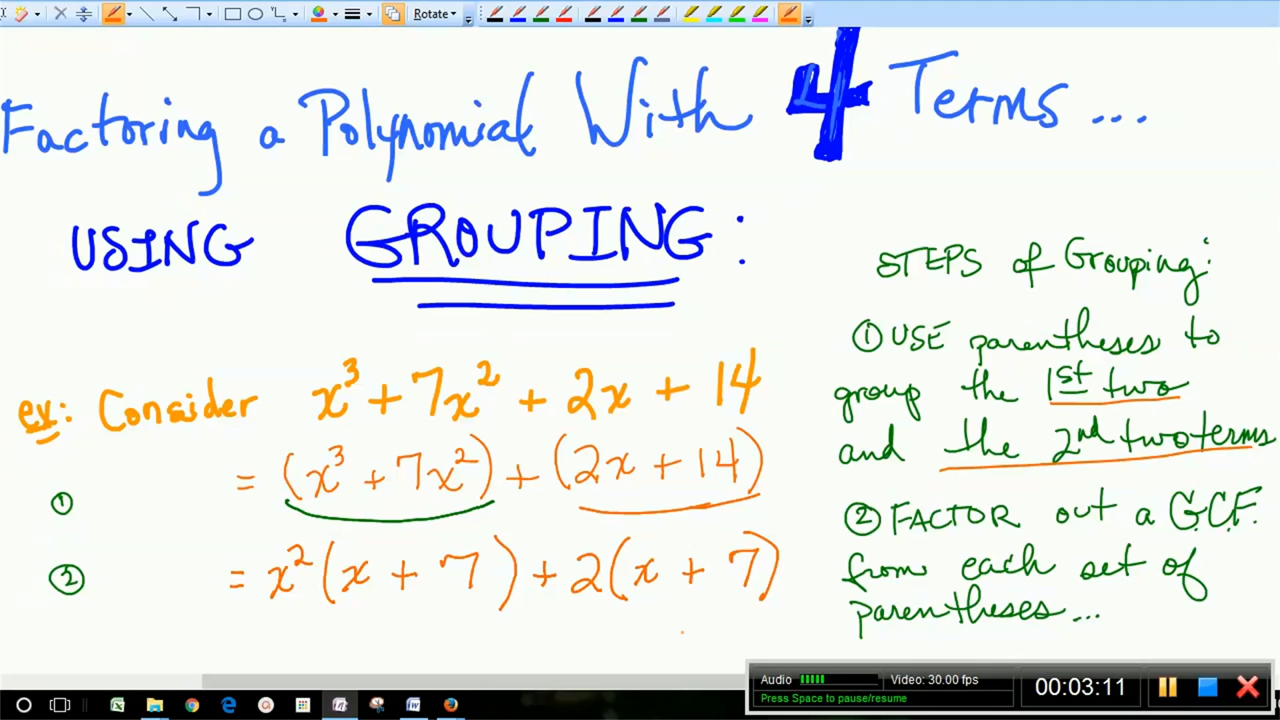 Rotate
Factoring a Polynomial With 4 Terms...
USING GROUPING:
STEPS of Grouping:
① USE parentheses to
group the 1st two
and the 2nd two terms
② FACTOR out a G.C.F.
from each set of
parentheses...
ex: Consider x³ + 7x² + 2x + 14
① = (x³ + 7x²) + (2x + 14)
② = x²(x + 7) + 2(x + 7)
Audio Video: 30.00 fps
Press Space to pause/resume
00:03:11